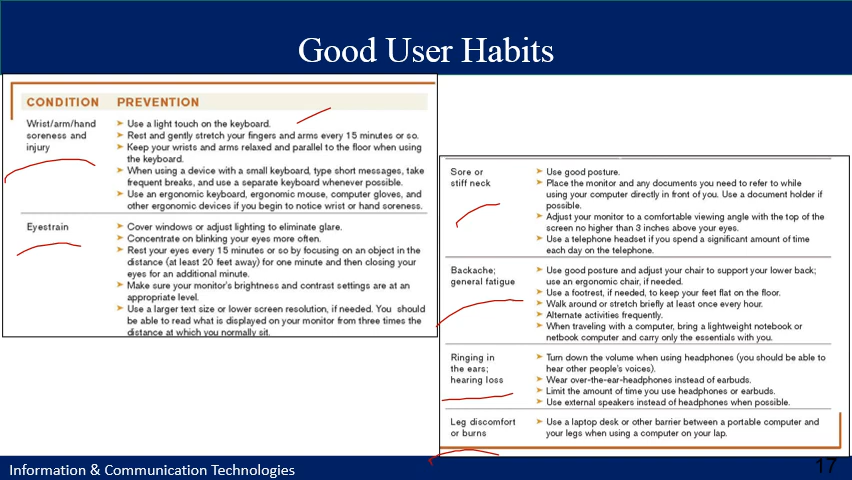 Good User Habits
CONDITION PREVENTION
Wrist/arm/hand
soreness and
injury
Use a light touch on the keyboard.
Rest and gently stretch your fingers and arms every 15 minutes or so.
Keep your wrists and arms relaxed and parallel to the floor when using
the keyboard.
When using a device with a small keyboard, type short messages, take
frequent breaks, and use a separate keyboard whenever possible.
Use an ergonomic keyboard, ergonomic mouse, computer gloves, and
other ergonomic devices if you begin to notice wrist or hand soreness.
Eyestrain
Cover windows or adjust lighting to eliminate glare.
Concentrate on blinking your eyes more often.
Rest your eyes every 15 minutes or so by focusing on an object in the
distance (at least 20 feet away) for one minute and then closing your
eyes for an additional minute.
Make sure your monitor's brightness and contrast settings are at an
appropriate level.
Use a larger text size or lower screen resolution, if needed. You should
be able to read what is displayed on your monitor from three times the
distance at which you normally sit.
Sore or
stiff neck
Use good posture.
Place the monitor and any documents you need to refer to while
using your computer directly in front of you. Use a document holder if
possible.
Adjust your monitor to a comfortable viewing angle with the top of the
screen no higher than 3 inches above your eyes.
Use a telephone headset if you spend a significant amount of time
each day on the telephone.
Backache;
general fatigue
Use good posture and adjust your chair to support your lower back;
use an ergonomic chair, if needed.
Use a footrest, if needed, to keep your feet flat on the floor.
Walk around or stretch briefly at least once every hour.
Alternate activities frequently.
When traveling with a computer, bring a lightweight notebook or
netbook computer and carry only the essentials with you.
Ringing in
the ears;
hearing loss
Turn down the volume when using headphones (you should be able to
hear other people's voices).
Wear over-the-ear-headphones instead of earbuds.
Limit the amount of time you use headphones or earbuds.
Use external speakers instead of headphones when possible.
Leg discomfort
or burns
Use a laptop desk or other barrier between a portable computer and
your legs when using a computer on your lap.
Information & Communication Technologies
17